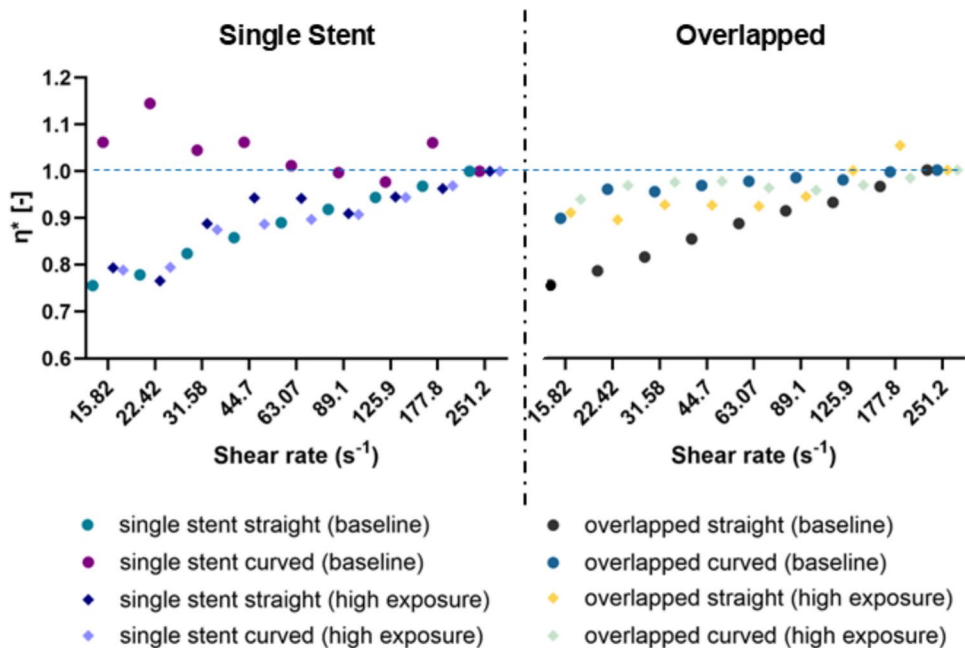 Single Stent
Overlapped
1.2
1.1
1.0
0.9
0.8
0.7
0.6
η* [-]
15.82
22.42
31.58
44.7
63.07
89.1
125.9
177.8
251.2
15.82
22.42
31.58
44.7
63.07
89.1
125.9
177.8
251.2
Shear rate (s⁻¹)
Shear rate (s⁻¹)
single stent straight (baseline)
single stent curved (baseline)
single stent straight (high exposure)
single stent curved (high exposure)
overlapped straight (baseline)
overlapped curved (baseline)
overlapped straight (high exposure)
overlapped curved (high exposure)